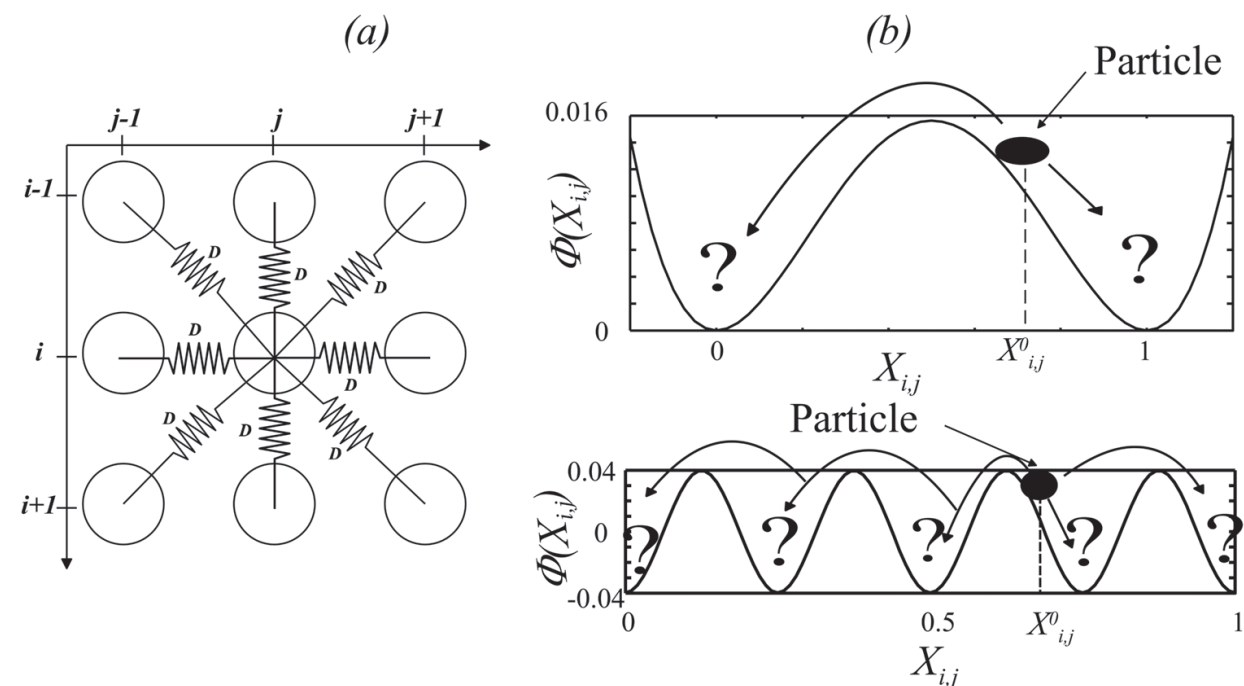 (a)
j-1 j j+1
i-1
D D D
i
D D
D D D
i+1
(b)
Particle
0.016
Φ(X_{i,j})
? ?
0
0 X^0_{i,j} 1
X_{i,j}
Particle
0.04
Φ(X_{i,j})
0
? ? ? ? ?
-0.04
0 0.5 X^0_{i,j} 1
X_{i,j}